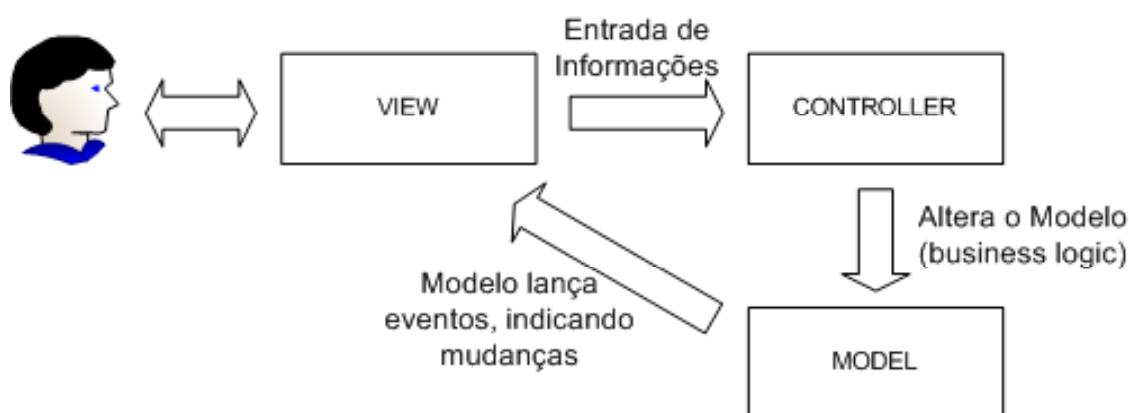 Entrada de
Informações
VIEW
CONTROLLER
Altera o Modelo
(business logic)
Modelo lança
eventos, indicando
mudanças
MODEL